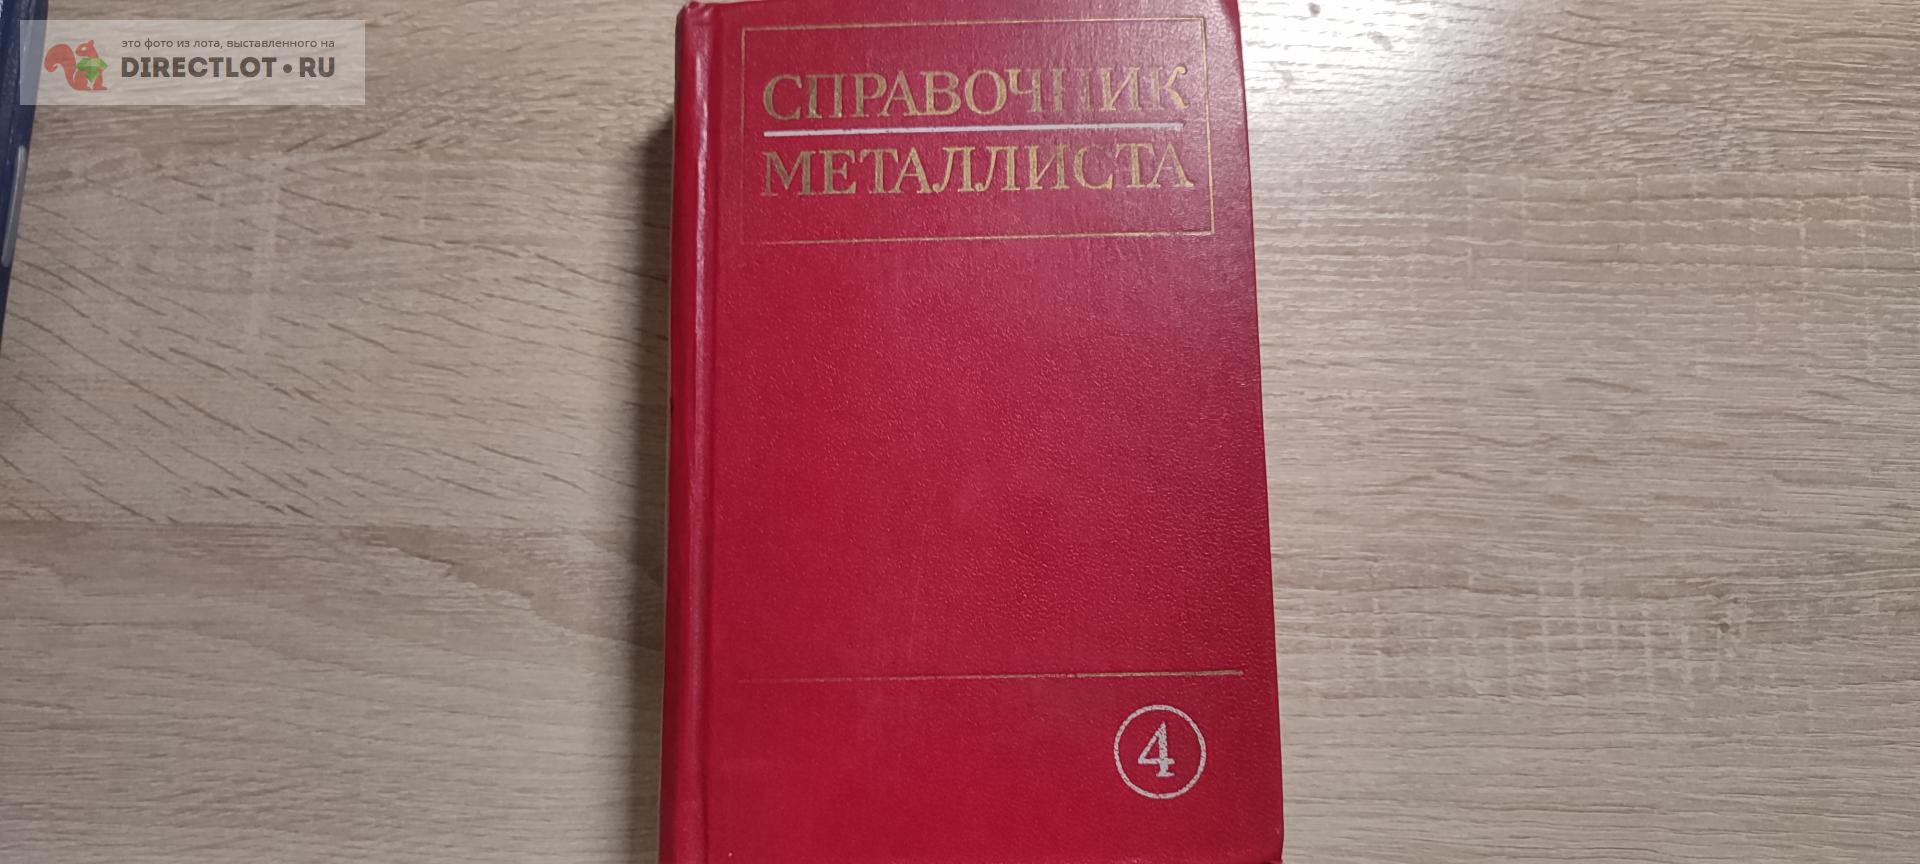 это фото из лота, выставленного на
DIRECTLOT•RU
СПРАВОЧНИК
МЕТАЛЛИСТА
4